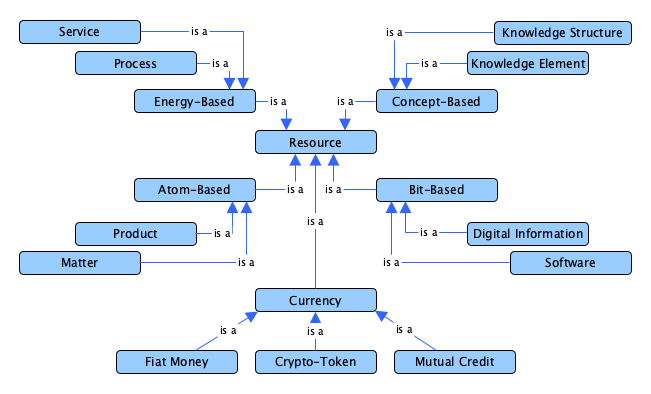 Service
is a
Knowledge Structure
is a
Process
is a
Knowledge Element
is a
Energy-Based
is a
Concept-Based
is a
Resource
Atom-Based
is a
Bit-Based
is a
is a
Product
is a
Digital Information
is a
Matter
is a
Software
is a
Currency
is a
is a
is a
Fiat Money
Crypto-Token
Mutual Credit